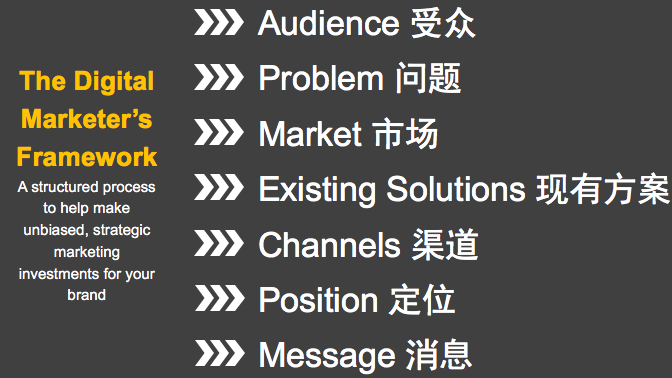 The Digital
Marketer’s
Framework
A structured process
to help make
unbiased, strategic
marketing
investments for your
brand
Audience 受众
Problem 问题
Market 市场
Existing Solutions 现有方案
Channels 渠道
Position 定位
Message 消息